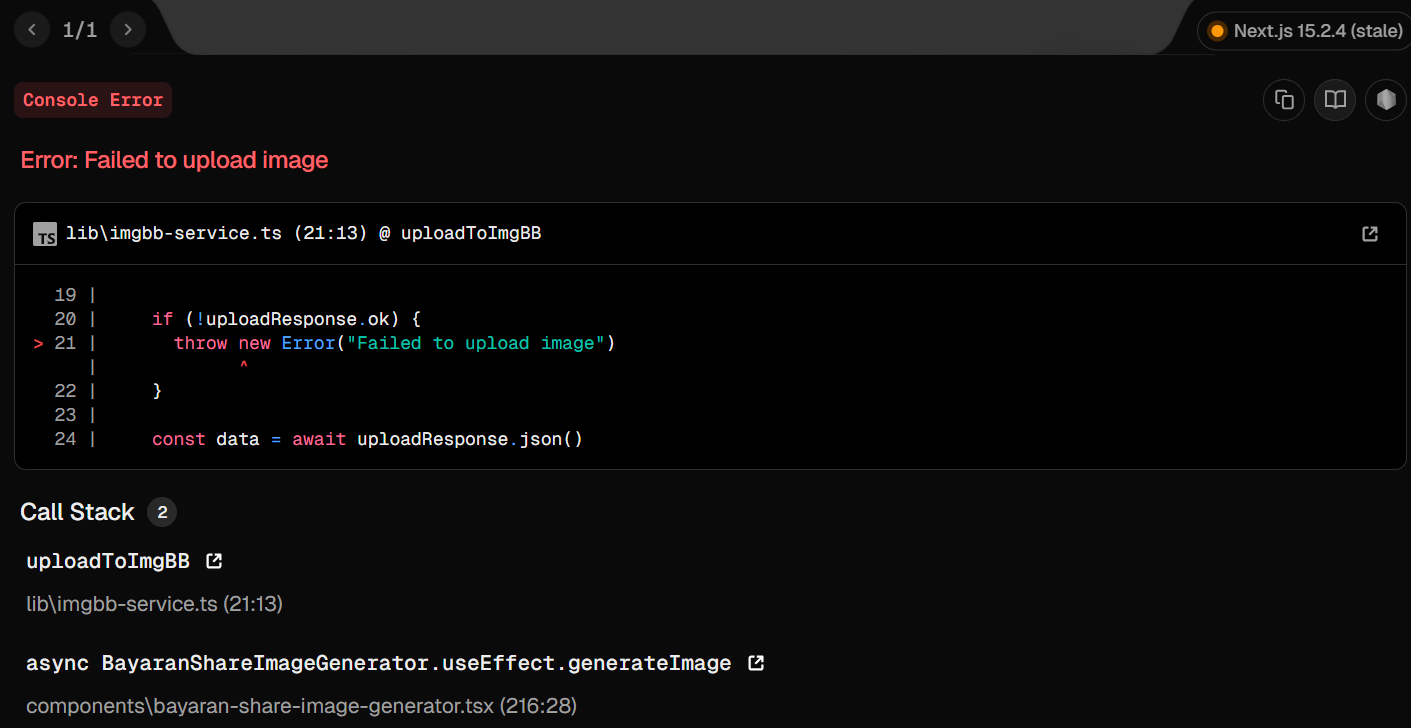 1/1
Next.js 15.2.4 (stale)
Console Error
Error: Failed to upload image
TS lib\imgbb-service.ts (21:13) @ uploadToImgBB
19 |
20 | if (!uploadResponse.ok) {
> 21 | throw new Error("Failed to upload image")
| ^
22 | }
23 |
24 | const data = await uploadResponse.json()
Call Stack 2
uploadToImgBB
lib\imgbb-service.ts (21:13)
async BayaranShareImageGenerator.useEffect.generateImage
components\bayaran-share-image-generator.tsx (216:28)